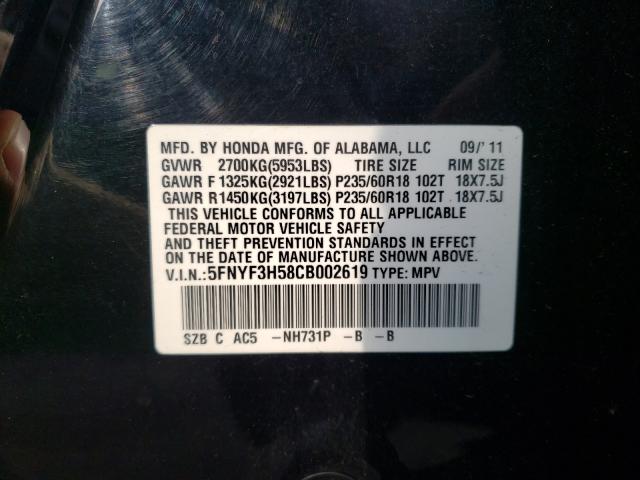 MFD. BY HONDA MFG. OF ALABAMA, LLC 09/'11
GVWR 2700KG(5953LBS) TIRE SIZE RIM SIZE
GAWR F 1325KG(2921LBS) P235/60R18 102T 18X7.5J
GAWR R1450KG(3197LBS) P235/60R18 102T 18X7.5J
THIS VEHICLE CONFORMS TO ALL APPLICABLE
FEDERAL MOTOR VEHICLE SAFETY
AND THEFT PREVENTION STANDARDS IN EFFECT
ON THE DATE OF MANUFACTURE SHOWN ABOVE.
V.I.N.:5FNYF3H58CB002619 TYPE: MPV
SZB C AC5 -NH731P -B -B